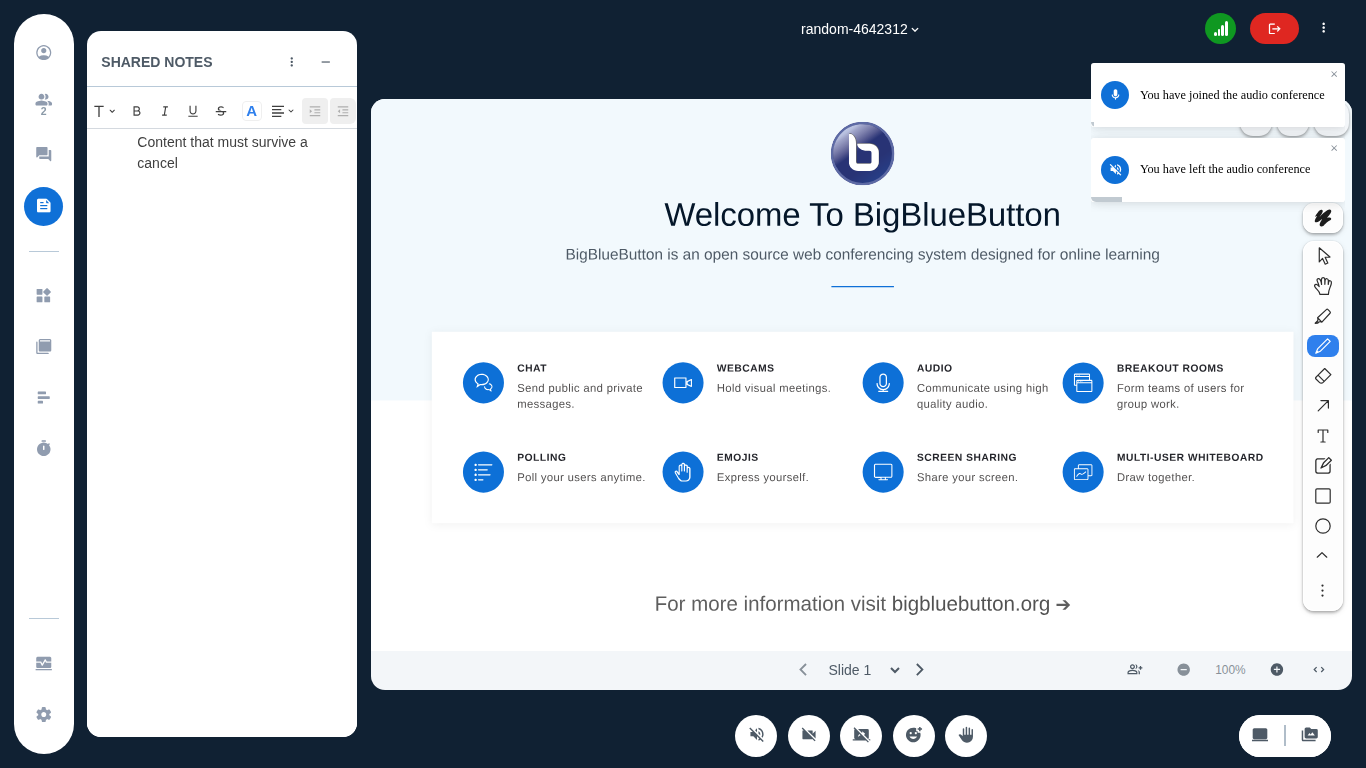 random-4642312
SHARED NOTES
2
B I U S A
Content that must survive a
cancel
You have joined the audio conference
You have left the audio conference
b
Welcome To BigBlueButton
BigBlueButton is an open source web conferencing system designed for online learning
CHAT
Send public and private
messages.
WEBCAMS
Hold visual meetings.
AUDIO
Communicate using high
quality audio.
BREAKOUT ROOMS
Form teams of users for
group work.
POLLING
Poll your users anytime.
EMOJIS
Express yourself.
SCREEN SHARING
Share your screen.
MULTI-USER WHITEBOARD
Draw together.
For more information visit bigbluebutton.org ➔
Slide 1
100%